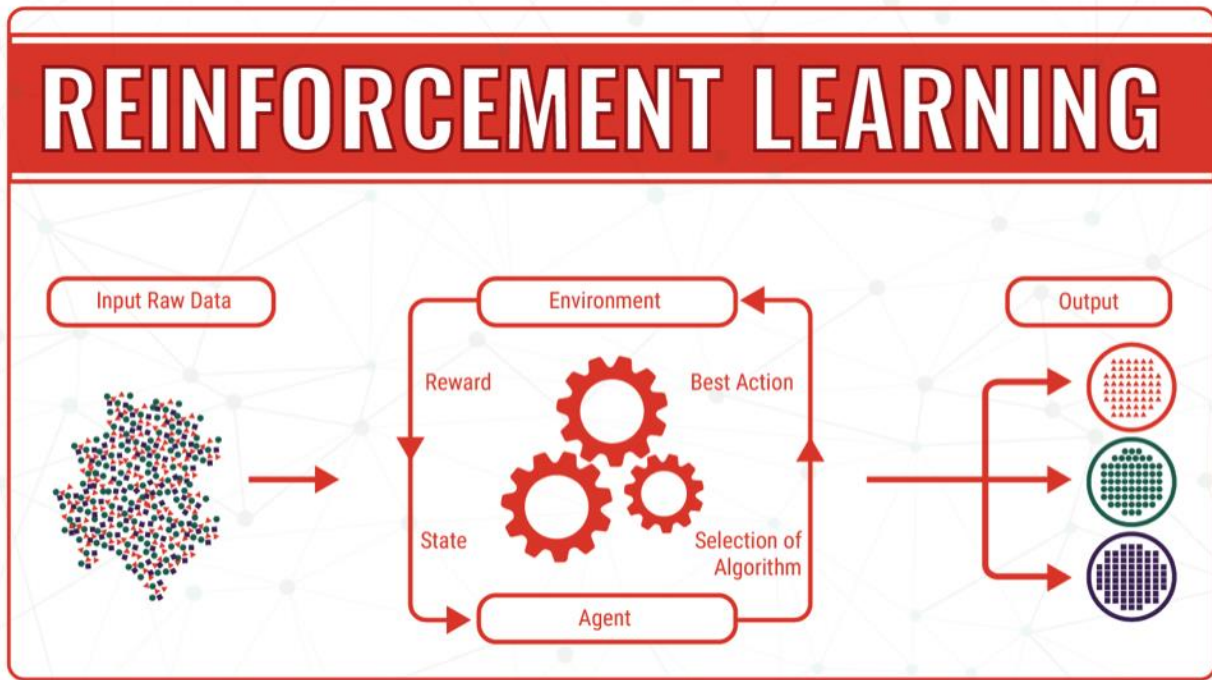 REINFORCEMENT LEARNING
Input Raw Data
Environment
Output
Reward
Best Action
State
Selection of
Algorithm
Agent